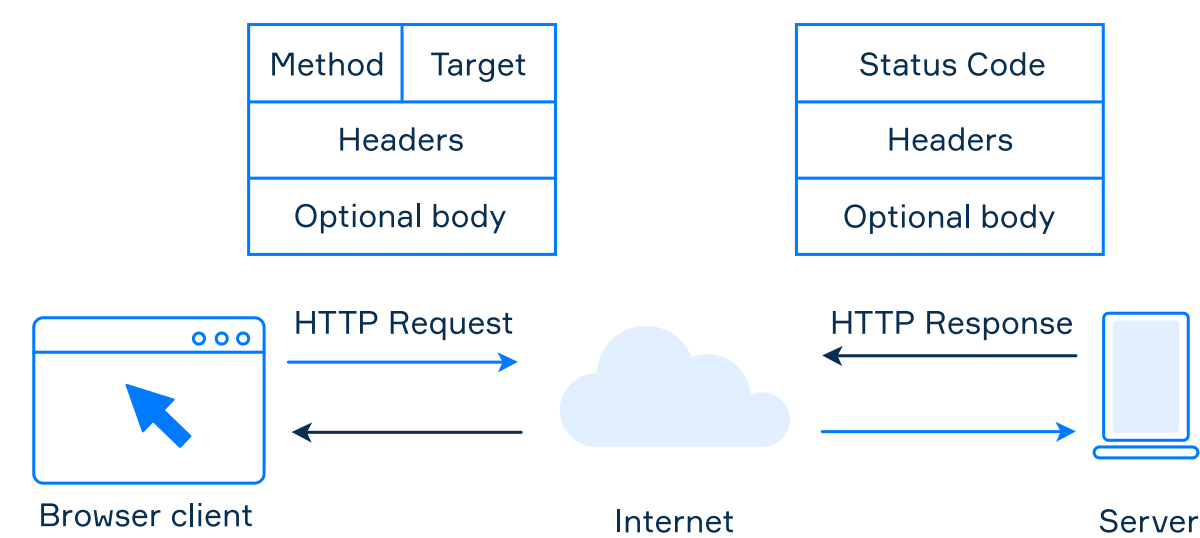 Method Target
Status Code
Headers
Headers
Optional body
Optional body
HTTP Request
HTTP Response
Browser client
Internet
Server